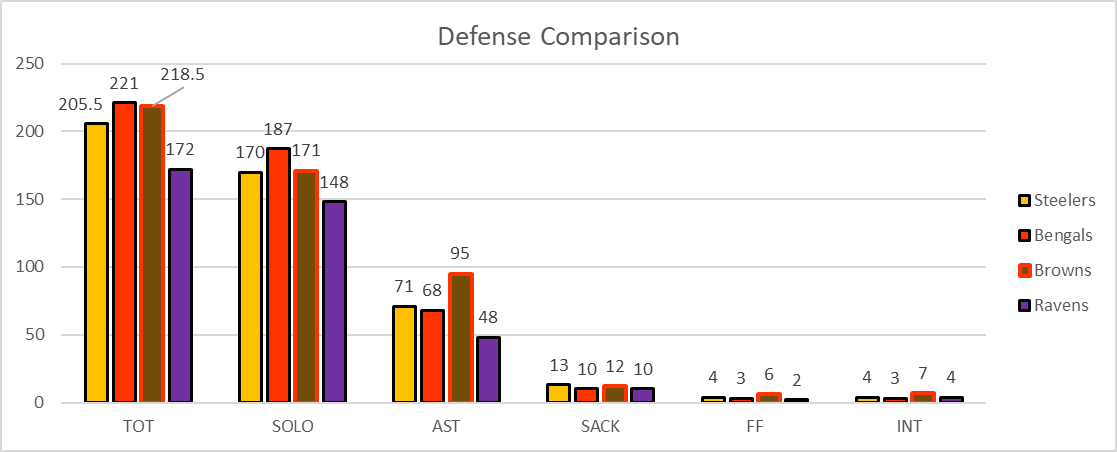 Defense Comparison
250
200
150
100
50
0
205.5 221 218.5 172
170 187 171 148
71 68 95 48
13 10 12 10
4 3 6 2
4 3 7 4
TOT SOLO AST SACK FF INT
Steelers
Bengals
Browns
Ravens